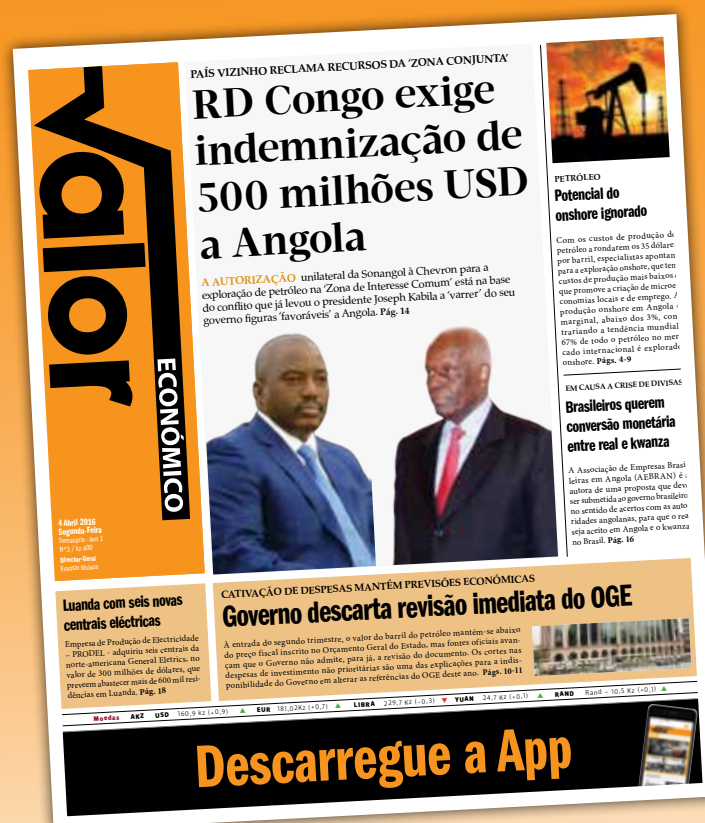 Valor
ECONÓMICO
4 Abril 2016
Segunda-Feira
Semanário - Ano 1
Nº3 / kz 400
Director-Geral
Evaristo Mulaza
PAÍS VIZINHO RECLAMA RECURSOS DA ‘ZONA CONJUNTA’
RD Congo exige
indemnização de
500 milhões USD
a Angola
A AUTORIZAÇÃO unilateral da Sonangol à Chevron para a
exploração de petróleo na ‘Zona de Interesse Comum’ está na base
do conflito que já levou o presidente Joseph Kabila a ‘varrer’ do seu
governo figuras ‘favoráveis’ a Angola. Pág. 14
PETRÓLEO
Potencial do
onshore ignorado
Com os custos de produção de
petróleo a rondarem os 35 dólare
por barril, especialistas apontan
para a exploração onshore, que ten
custos de produção mais baixos
que promove a criação de microe
conomias locais e de emprego. A
produção onshore em Angola
marginal, abaixo dos 3%, con
trariando a tendência mundial
67% de todo o petróleo no mer
cado internacional é explorado
onshore. Págs. 4-9
EM CAUSA A CRISE DE DIVISAS
Brasileiros querem
conversão monetária
entre real e kwanza
A Associação de Empresas Brasi
leiras em Angola (AEBRAN) é
autora de uma proposta que deve
ser submetida ao governo brasileiro
no sentido de acertos com as auto
ridades angolanas, para que o rea
seja aceito em Angola e o kwanza
no Brasil. Pág. 16
Luanda com seis novas
centrais eléctricas
Empresa de Produção de Electricidade
– PRODEL - adquiriu seis centrais da
norte-americana General Eletrics, no
valor de 300 milhões de dólares, que
preveem abastecer mais de 600 mil resi-
dências em Luanda. Pág. 18
CATIVAÇÃO DE DESPESAS MANTÉM PREVISÕES ECONÓMICAS
Governo descarta revisão imediata do OGE
À entrada do segundo trimestre, o valor do barril do petróleo mantém-se abaixo
do preço fiscal inscrito no Orçamento Geral do Estado, mas fontes oficiais avan-
çam que o Governo não admite, para já, a revisão do documento. Os cortes nas
despesas de investimento não prioritárias são uma das explicações para a indis-
ponibilidade do Governo em alterar as referências do OGE deste ano. Págs. 10-11
Moedas AKZ USD 160,9 kz (+0,9) ▲ EUR 181,02Kz (+0,7) ▲ LIBRA 229,7 KZ (-0,3) ▼ YUAN 24,7 KZ (+0,1) ▲ RAND Rand – 10,5 Kz (+0,1) ▲
Descarregue a App